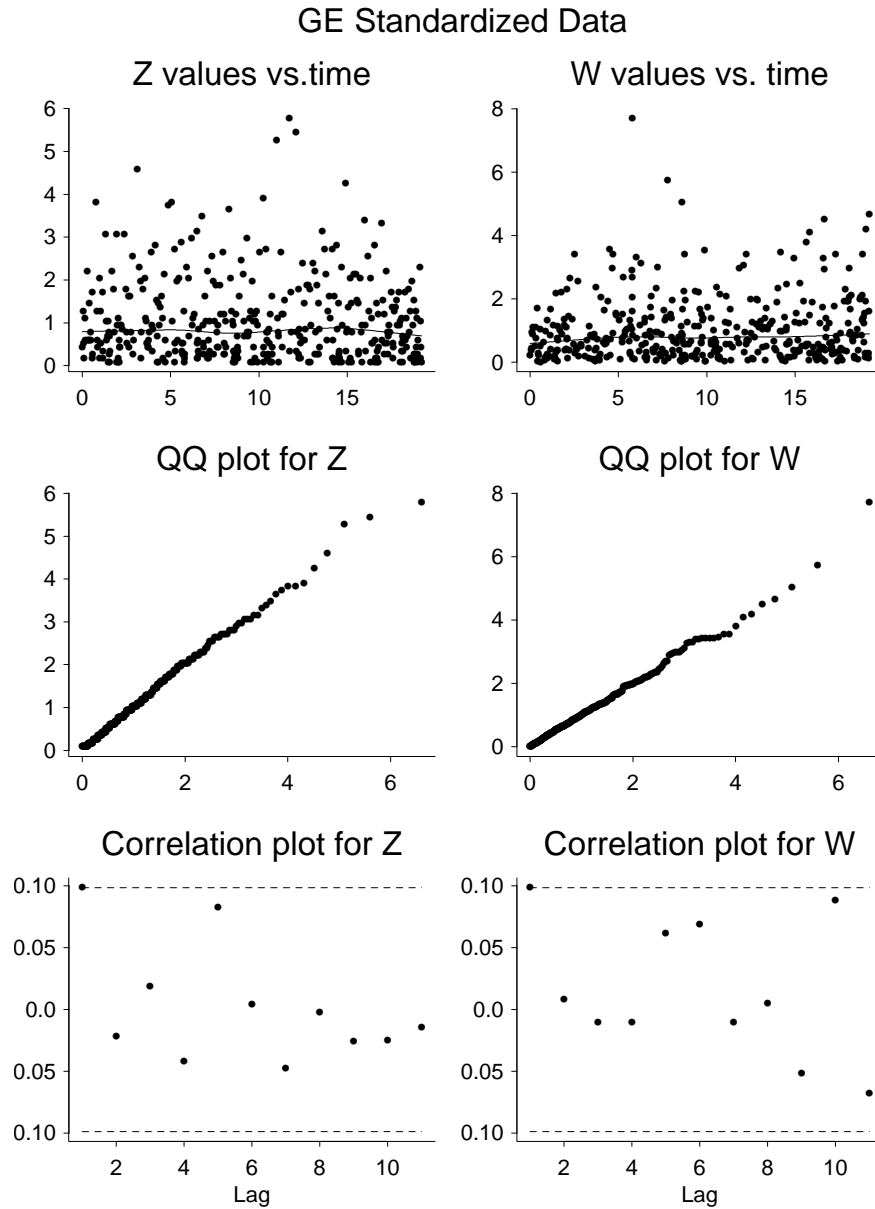 GE Standardized Data
Z values vs.time
W values vs. time
6
5
4
3
2
1
0
0 5 10 15
8
6
4
2
0
0 5 10 15
QQ plot for Z
QQ plot for W
6
5
4
3
2
1
0
0 2 4 6
8
6
4
2
0
0 2 4 6
Correlation plot for Z
Correlation plot for W
0.10
0.05
0.0
0.05
0.10
2 4 6 8 10
Lag
0.10
0.05
0.0
0.05
0.10
2 4 6 8 10
Lag